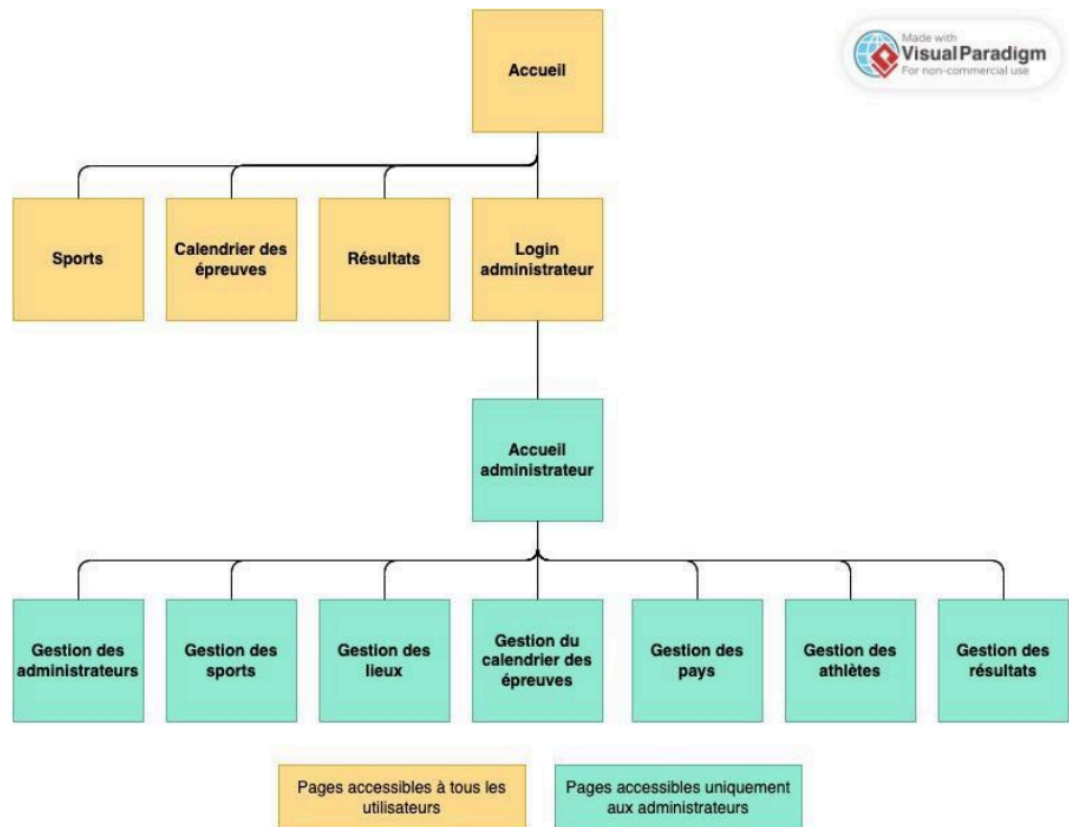 Made with
Visual Paradigm
For non-commercial use
Accueil
Sports
Calendrier des
épreuves
Résultats
Login
administrateur
Accueil
administrateur
Gestion des
administrateurs
Gestion des
sports
Gestion des
lieux
Gestion du
calendrier des
épreuves
Gestion des
pays
Gestion des
athlètes
Gestion des
résultats
Pages accessibles à tous les
utilisateurs
Pages accessibles uniquement
aux administrateurs